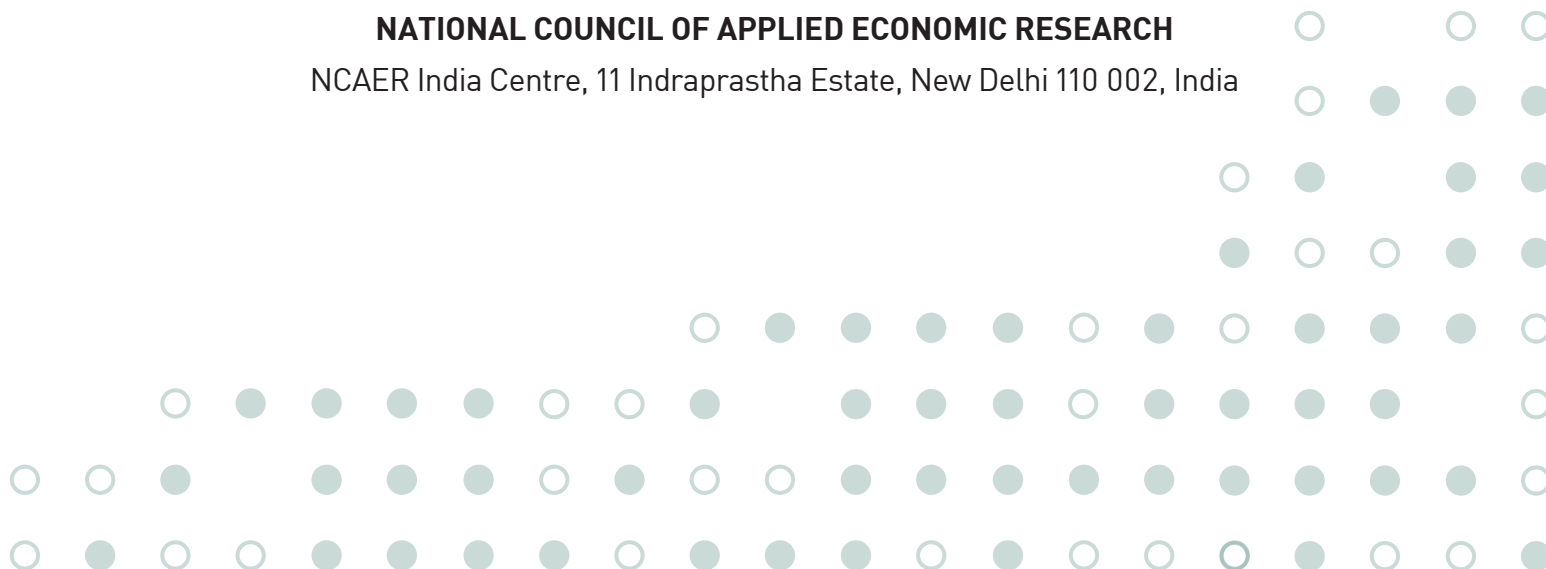 NATIONAL COUNCIL OF APPLIED ECONOMIC RESEARCH
NCAER India Centre, 11 Indraprastha Estate, New Delhi 110 002, India